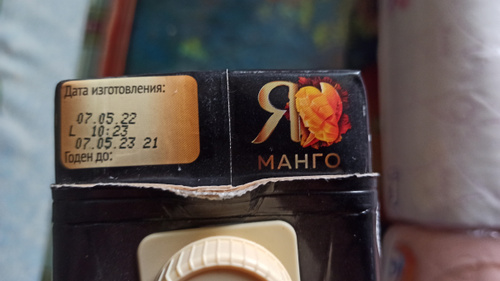 Дата изготовления:
07.05.22
L 10:23
07.05.23 21
Годен до:
Я
МАНГО